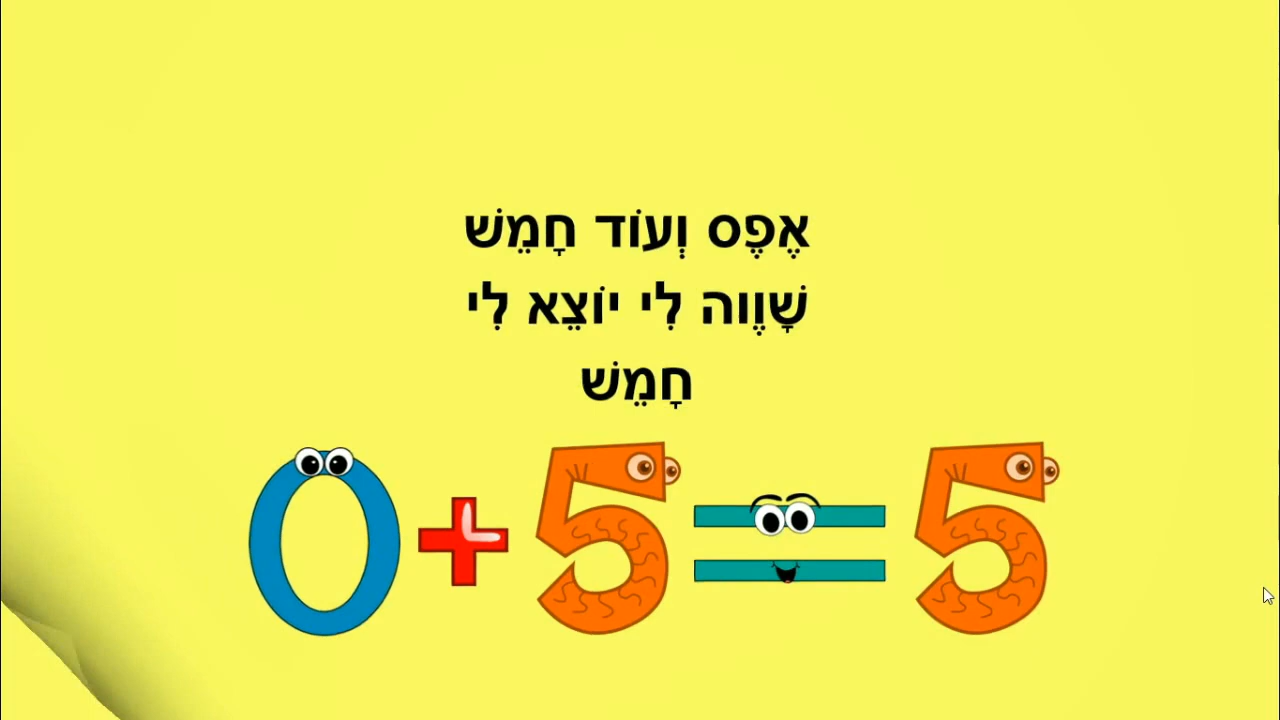 אֶפֶס וְעוֹד חָמֵשׁ
שָׁוֶוה לִי יוֹצֵא לִי
חָמֵשׁ
0+5=5